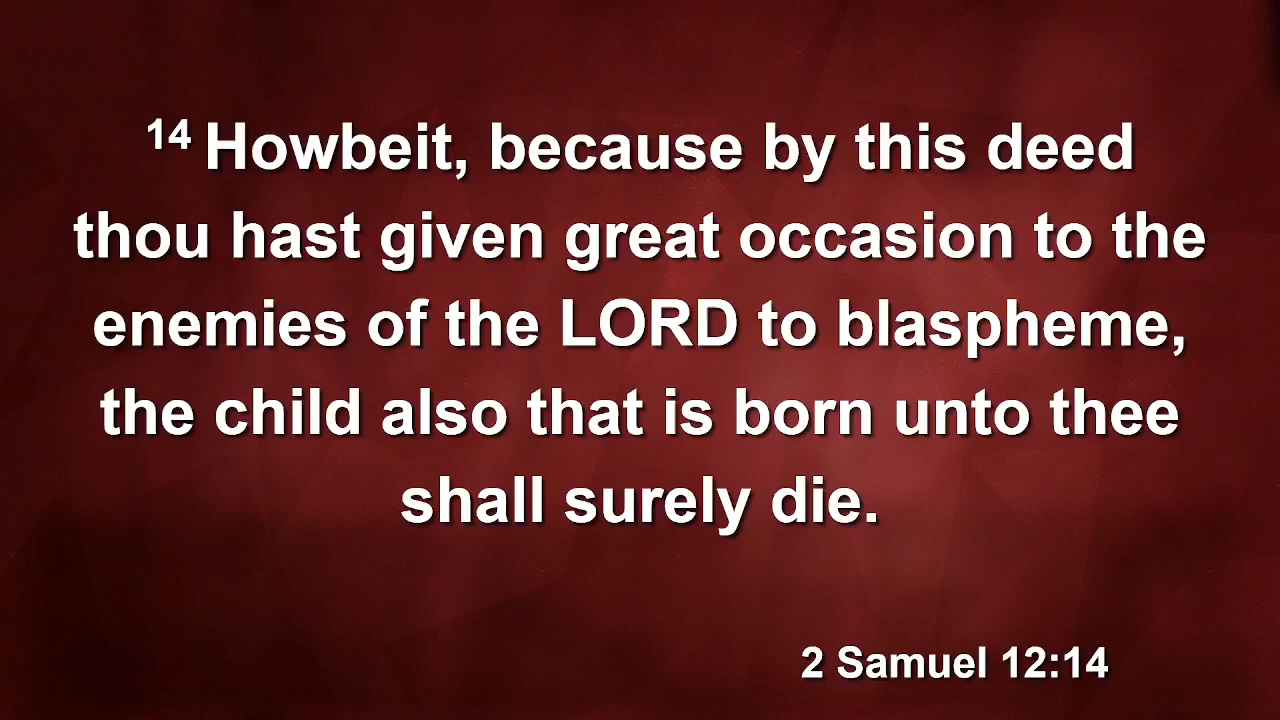 14 Howbeit, because by this deed
thou hast given great occasion to the
enemies of the LORD to blaspheme,
the child also that is born unto thee
shall surely die.
2 Samuel 12:14